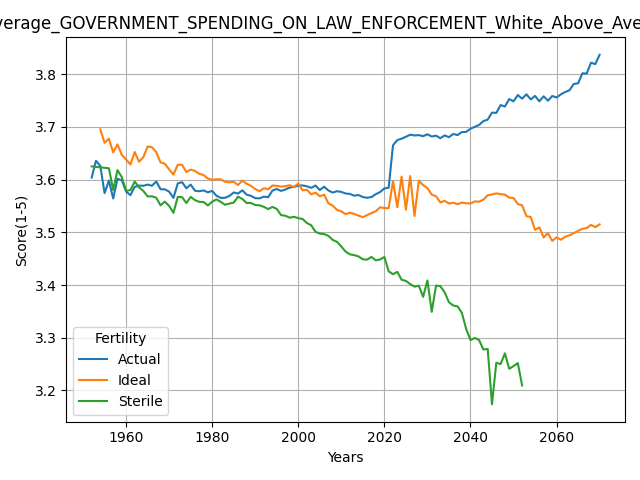 verage_GOVERNMENT_SPENDING_ON_LAW_ENFORCEMENT_White_Above_Ave
3.8
3.7
3.6
3.5
3.4
3.3
3.2
Score(1-5)
Fertility
Actual
Ideal
Sterile
1960 1980 2000 2020 2040 2060
Years